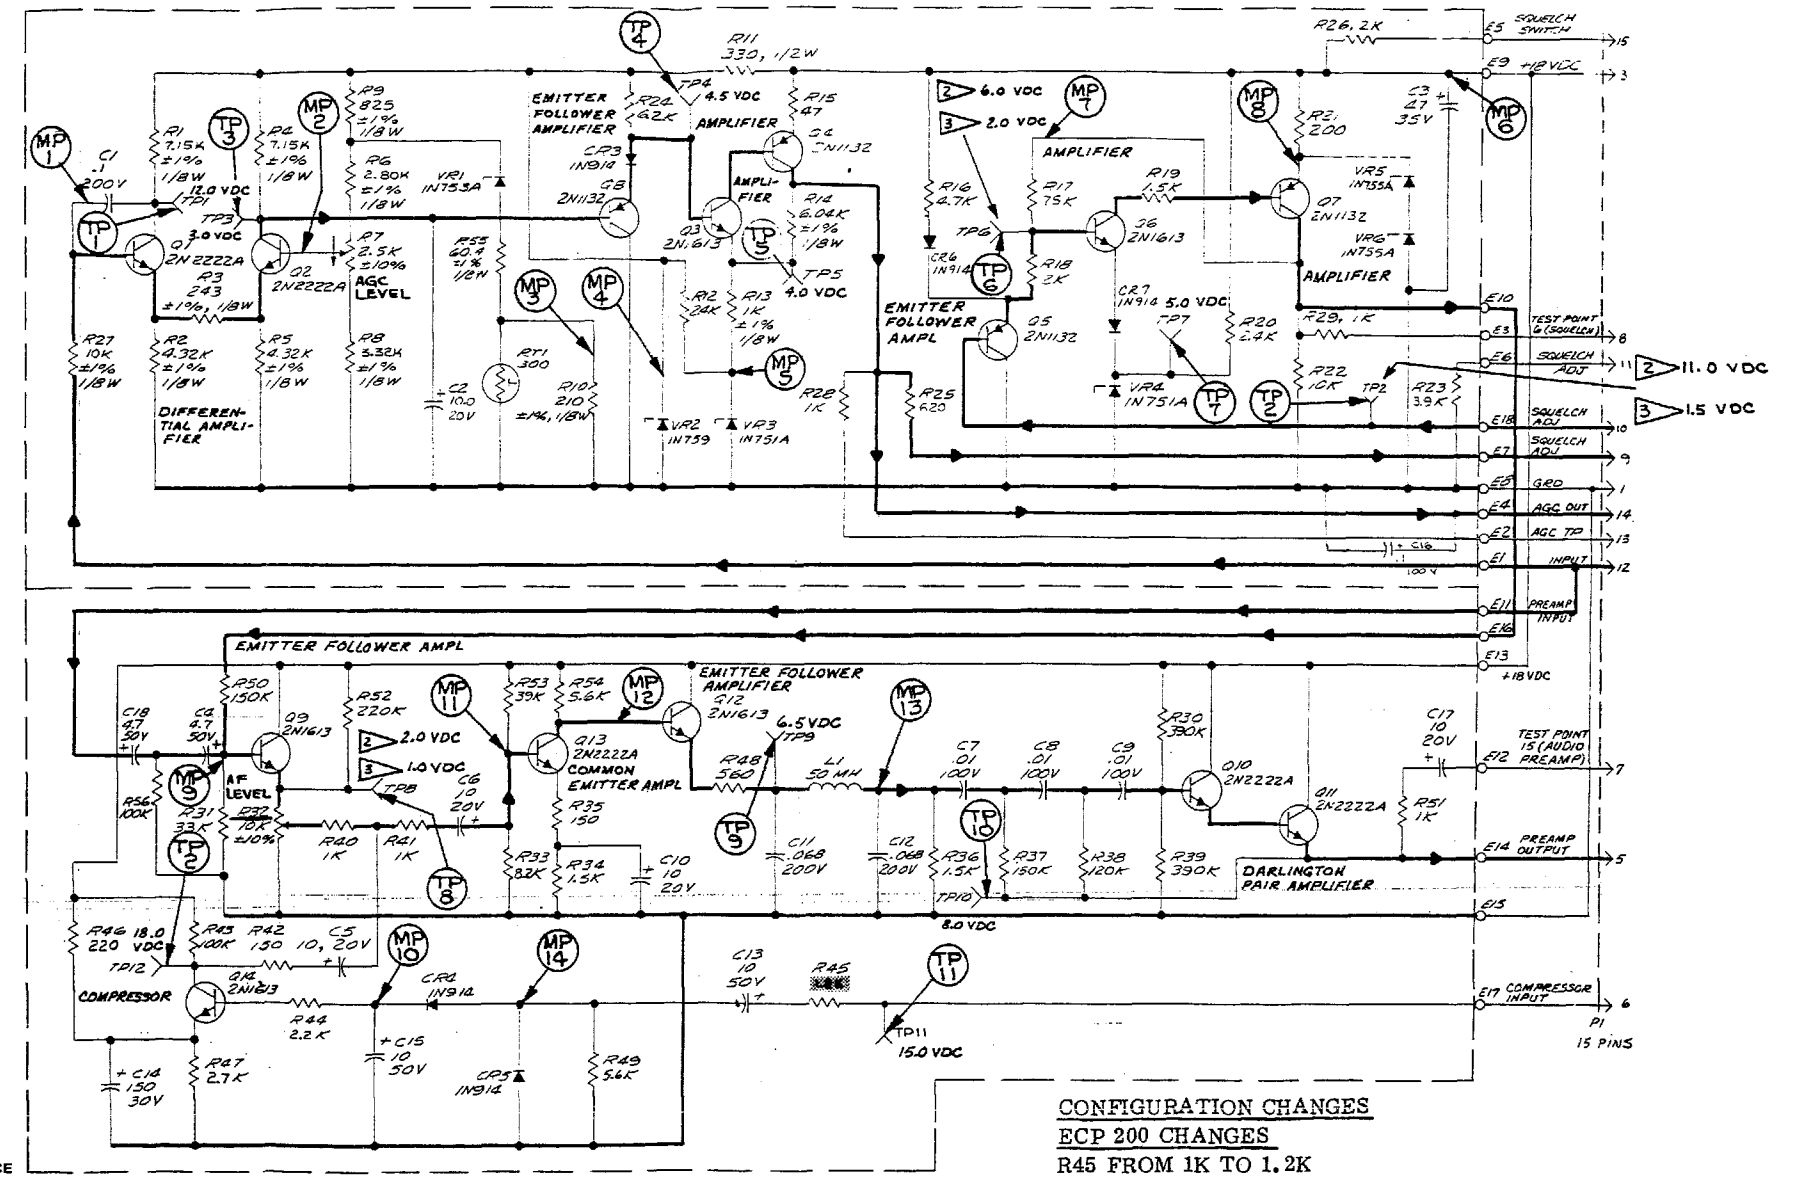 R26, 2K
E5 SQUELCH SWITCH
15
E9 +18 VDC
3
TP 4
R11
330, 1/2W
TP4
4.5 VDC
R9
825
±1%
1/8W
MP 2
TP 3
MP 1
C1
.1
200V
R1
7.15K
±1%
1/8W
R4
7.15K
±1%
1/8W
EMITTER
FOLLOWER
AMPLIFIER
R24
6.2K
AMPLIFIER
R15
47
Q4
2N1132
2 6.0 VDC
3 2.0 VDC
MP 7
AMPLIFIER
MP 8
R21
200
C3 +
47
35V
MP 6
R6
2.80K
±1%
1/8W
VR1
1N753A
CR3
1N914
Q8
2N1132
AMPLI-
FIER
R14
6.04K
±1%
1/8W
R16
4.7K
R17
75K
R19
1.5K
VR5
1N755A
Q7
2N1132
VR6
1N755A
12.0 VDC
TP1
TP 1
TP3
3.0 VDC
Q1
2N2222A
R3
243
±1%, 1/8W
Q2
2N2222A
R7
2.5K
±10%
AGC
LEVEL
R55
60.4
±1%
1/8W
Q3
2N1613
TP 5
TP5
4.0 VDC
TP6
TP 6
CR6
1N914
Q6
2N1613
R18
2K
AMPLIFIER
MP 3
MP 4
R12
24K
R13
1K
±1%
1/8W
EMITTER
FOLLOWER
AMPL
Q5
2N1132
CR7
1N914
5.0 VDC
TP7
R20
2.4K
E10
R29, 1K
E3 TEST POINT 6 (SQUELCH)
8
R27
10K
±1%
1/8W
R2
4.32K
±1%
1/8W
R5
4.32K
±1%
1/8W
R8
3.32K
±1%
1/8W
C2
10.0
20V
RT1
300
R10
210
±1%, 1/8W
MP 5
R28
1K
R25
620
VR4
1N751A
TP 7
TP 2
R22
10K
TP2
R23
3.9K
E6 SQUELCH ADJ
11
2 11.0 VDC
3 1.5 VDC
DIFFEREN-
TIAL AMPLI-
FIER
VR2
1N759
VR3
1N751A
E18 SQUELCH ADJ
10
E7 SQUELCH ADJ
9
E8 GRD
1
E4 AGC OUT
14
E2 AGC TP
13
+ C16
.1
100V
E1 INPUT
12
E11 PREAMP INPUT
E16
EMITTER FOLLOWER AMPL
E13
+18 VDC
R50
150K
R52
220K
MP 11
R53
39K
R54
5.6K
MP 12
EMITTER FOLLOWER
AMPLIFIER
Q12
2N1613
6.5 VDC
TP9
MP 13
R30
390K
C17
10
20V
C18
4.7
50V
C4
4.7
50V
Q9
2N1613
2 2.0 VDC
3 1.0 VDC
TP8
Q13
2N2222A
COMMON
EMITTER AMPL
R48
560
L1
50 MH
C7
.01
100V
C8
.01
100V
C9
.01
100V
Q10
2N2222A
E12 TEST POINT 15 (AUDIO PREAMP)
7
MP 9
AF
LEVEL
R56
100K
R31
33K
R32
10K
±10%
C6
10
20V
R35
150
TP 9
TP 10
Q11
2N2222A
R51
1K
TP 2
R40
1K
R41
1K
R33
82K
R34
1.5K
C10
10
20V
C11
.068
200V
C12
.068
200V
R36
1.5K
R37
150K
R38
120K
R39
390K
E14 PREAMP OUTPUT
5
DARLINGTON
PAIR AMPLIFIER
TP 8
TP10
8.0 VDC
E15
R46
220
18.0
VDC
TP12
R43
100K
R42
150
C5
10, 20V
MP 10
MP 14
C13
10
50V
R45
TP 11
COMPRESSOR
Q14
2N1613
R44
2.2K
CR4
1N914
E17 COMPRESSOR INPUT
6
P1
15 PINS
TP11
15.0 VDC
+ C14
150
30V
R47
2.7K
+ C15
10
50V
CR5
1N914
R49
5.6K
CONFIGURATION CHANGES
ECP 200 CHANGES
R45 FROM 1K TO 1.2K
CE